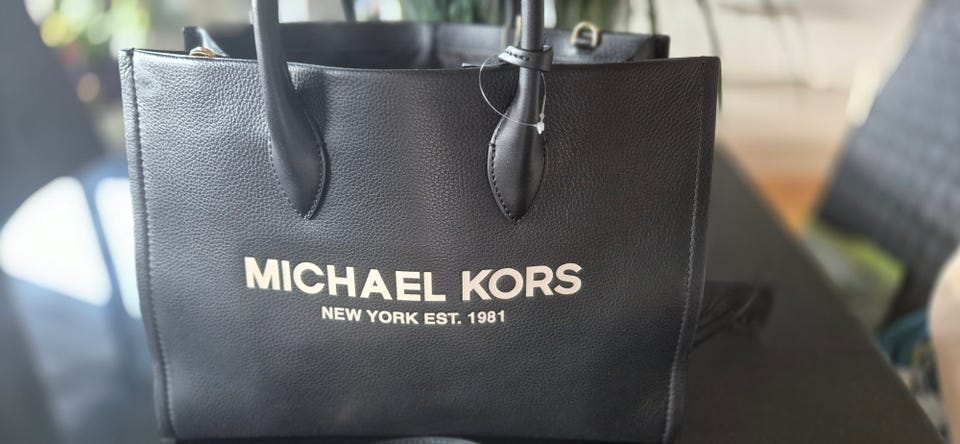 MICHAEL KORS
NEW YORK EST. 1981